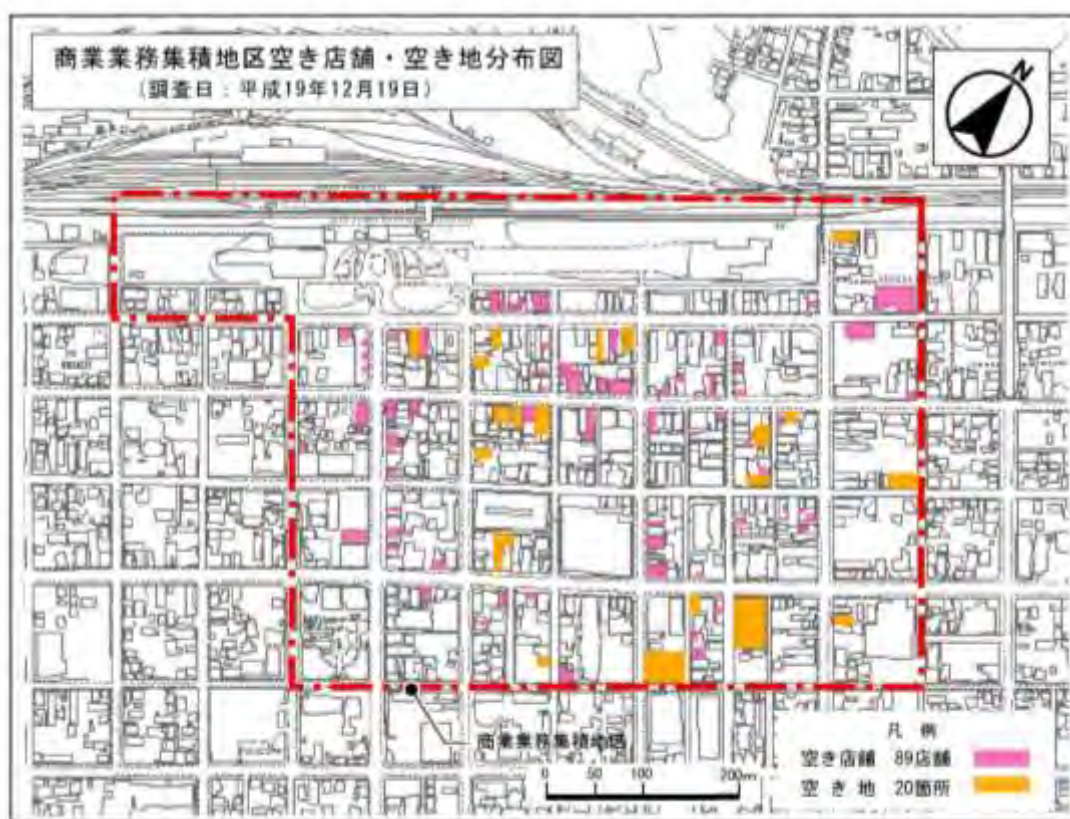 商業業務集積地区空き店舗・空き地分布図
(調査日:平成19年12月19日)
N
商業業務集積地区
0 50 100 200m
凡 例
空き店舗 89店舗
空 き 地 20箇所